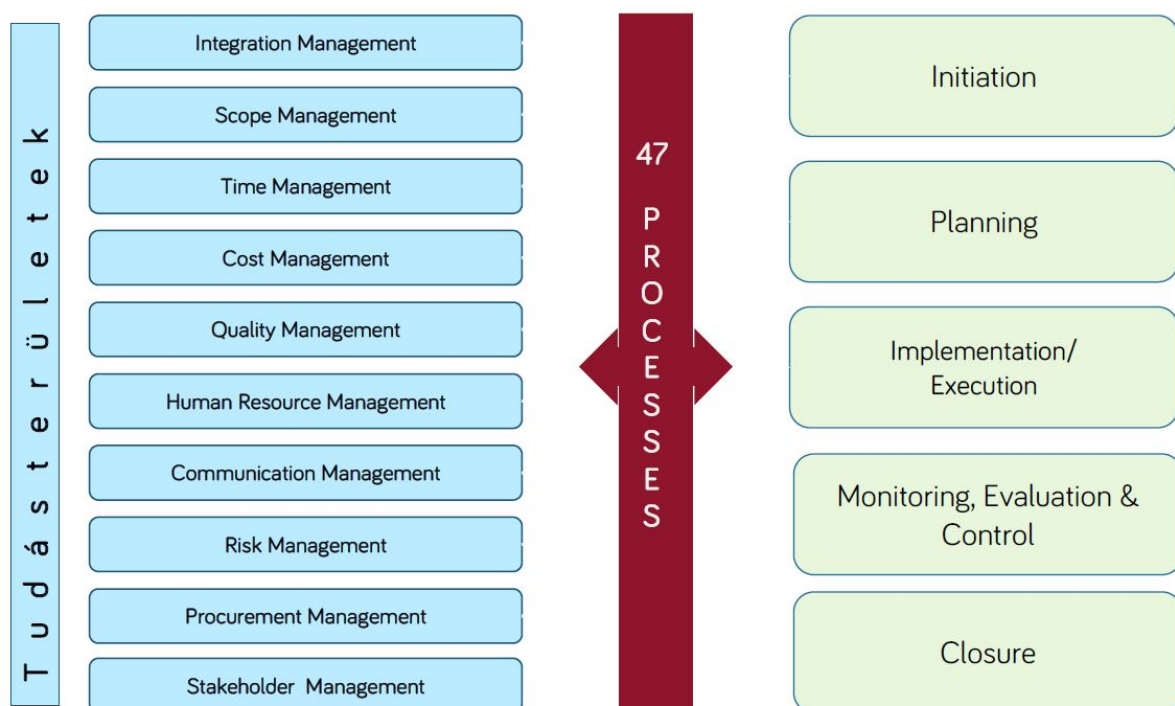 Tudásterületek
Integration Management
Scope Management
Time Management
Cost Management
Quality Management
Human Resource Management
Communication Management
Risk Management
Procurement Management
Stakeholder Management
47
PROCESSES
Initiation
Planning
Implementation/
Execution
Monitoring, Evaluation &
Control
Closure